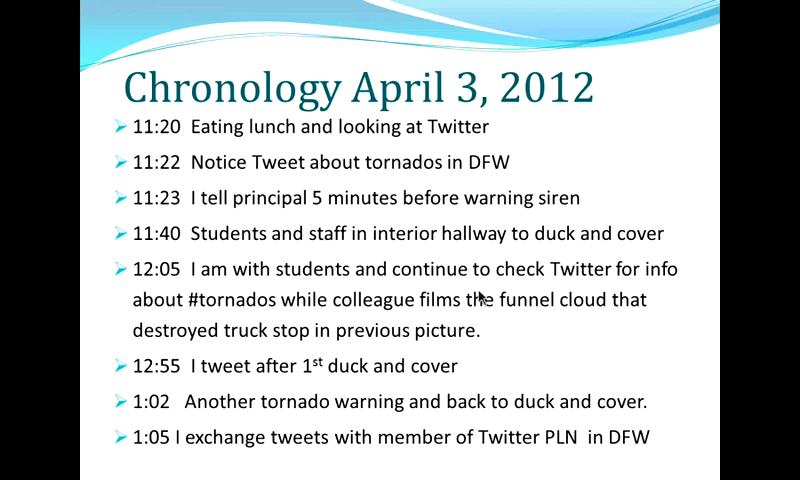 Chronology April 3, 2012
11:20 Eating lunch and looking at Twitter
11:22 Notice Tweet about tornados in DFW
11:23 I tell principal 5 minutes before warning siren
11:40 Students and staff in interior hallway to duck and cover
12:05 I am with students and continue to check Twitter for info
about #tornados while colleague films the funnel cloud that
destroyed truck stop in previous picture.
12:55 I tweet after 1st duck and cover
1:02 Another tornado warning and back to duck and cover.
1:05 I exchange tweets with member of Twitter PLN in DFW